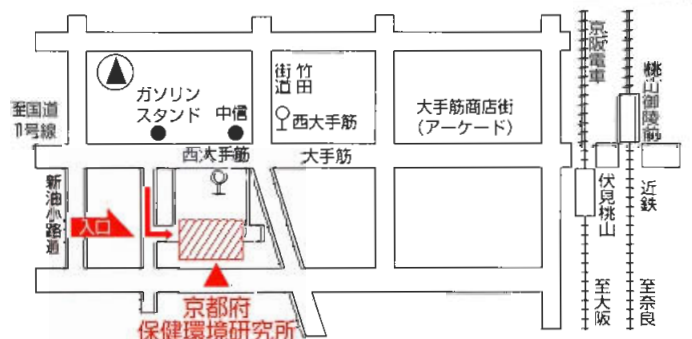 京阪電車
桃山御陵前
竹田
街道
ガソリン
スタンド
中信
西大手筋
大手筋商店街
(アーケード)
至国道
1号線
西大手筋
大手筋
新油小路通
入口
伏見桃山
近鉄
至大阪
至奈良
京都府
保健環境研究所